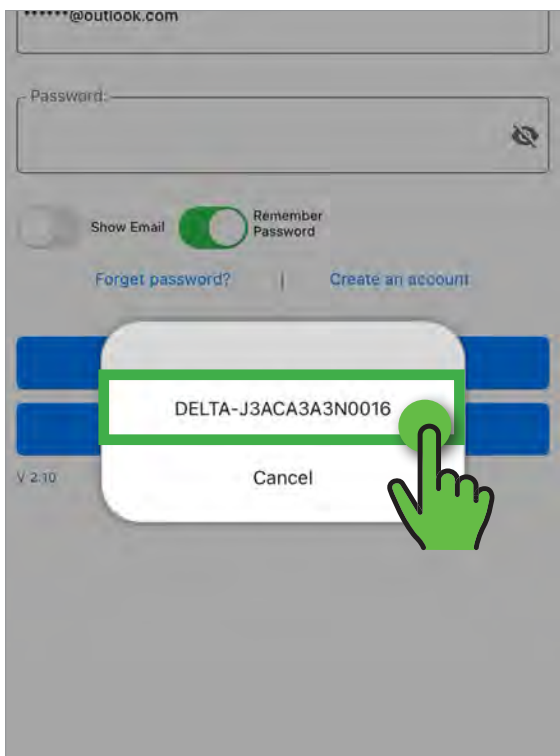 ******@outlook.com
Password:
Show Email
Remember
Password
Forget password? | Create an account
DELTA-J3ACA3A3N0016
Cancel
V 2.10